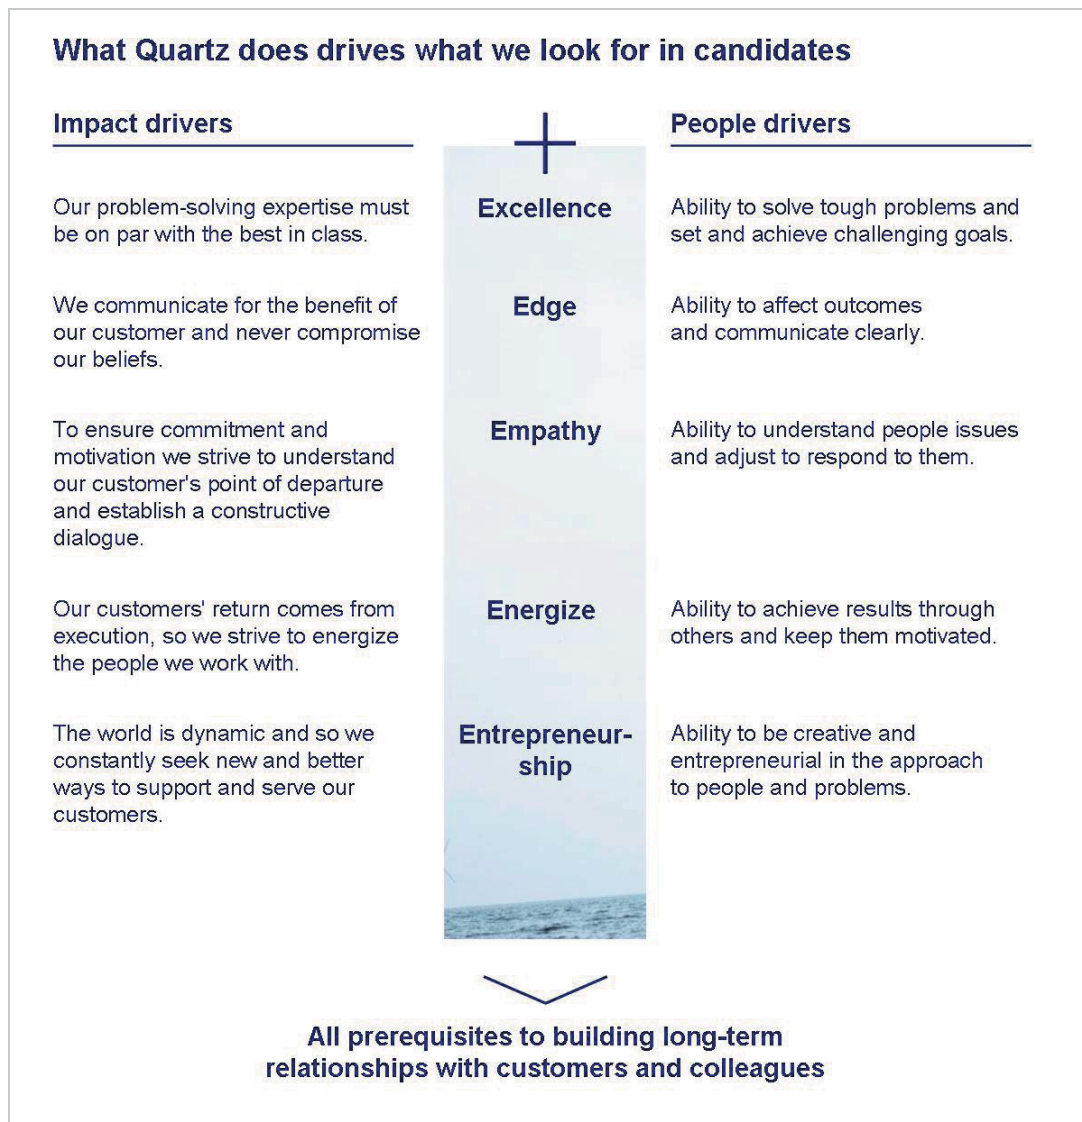 What Quartz does drives what we look for in candidates
Impact drivers
People drivers
Our problem-solving expertise must
be on par with the best in class.
Excellence
Ability to solve tough problems and
set and achieve challenging goals.
We communicate for the benefit of
our customer and never compromise
our beliefs.
Edge
Ability to affect outcomes
and communicate clearly.
To ensure commitment and
motivation we strive to understand
our customer's point of departure
and establish a constructive
dialogue.
Empathy
Ability to understand people issues
and adjust to respond to them.
Our customers' return comes from
execution, so we strive to energize
the people we work with.
Energize
Ability to achieve results through
others and keep them motivated.
The world is dynamic and so we
constantly seek new and better
ways to support and serve our
customers.
Entrepreneur-
ship
Ability to be creative and
entrepreneurial in the approach
to people and problems.
All prerequisites to building long-term
relationships with customers and colleagues